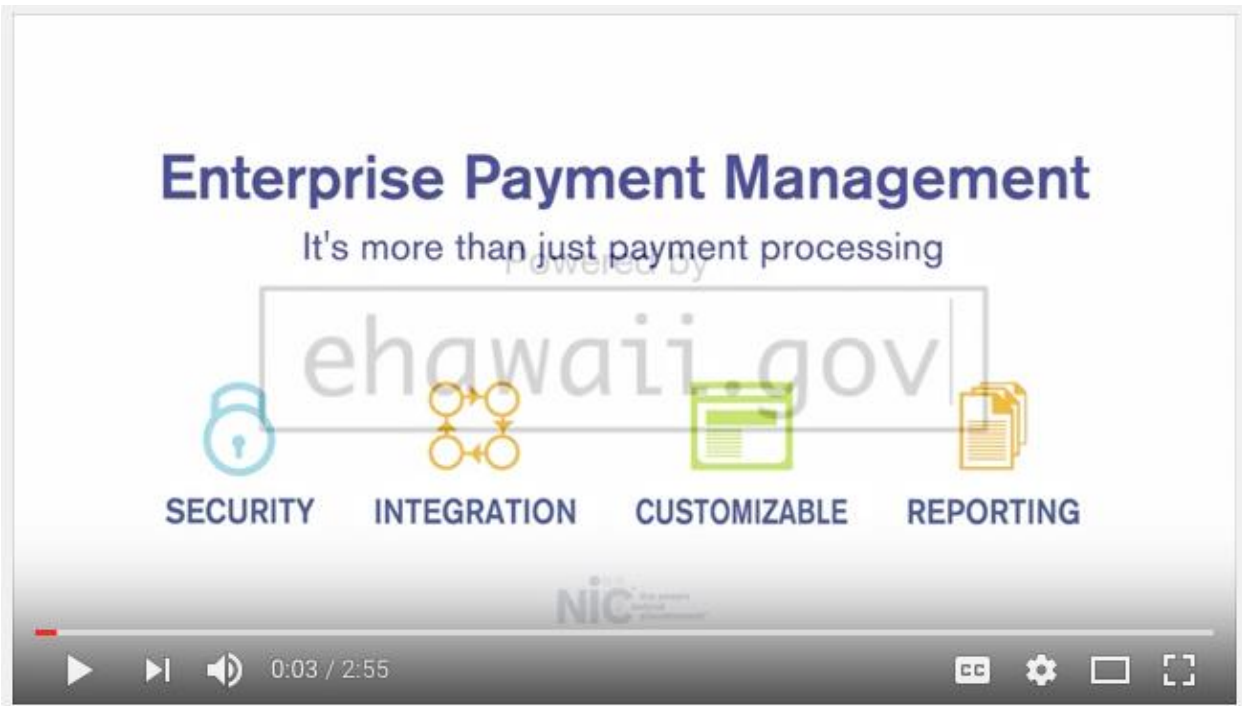 Enterprise Payment Management
It's more than just payment processing
Powered by
ehawaii.gov
SECURITY INTEGRATION CUSTOMIZABLE REPORTING
NIC
0:03 / 2:55 CC